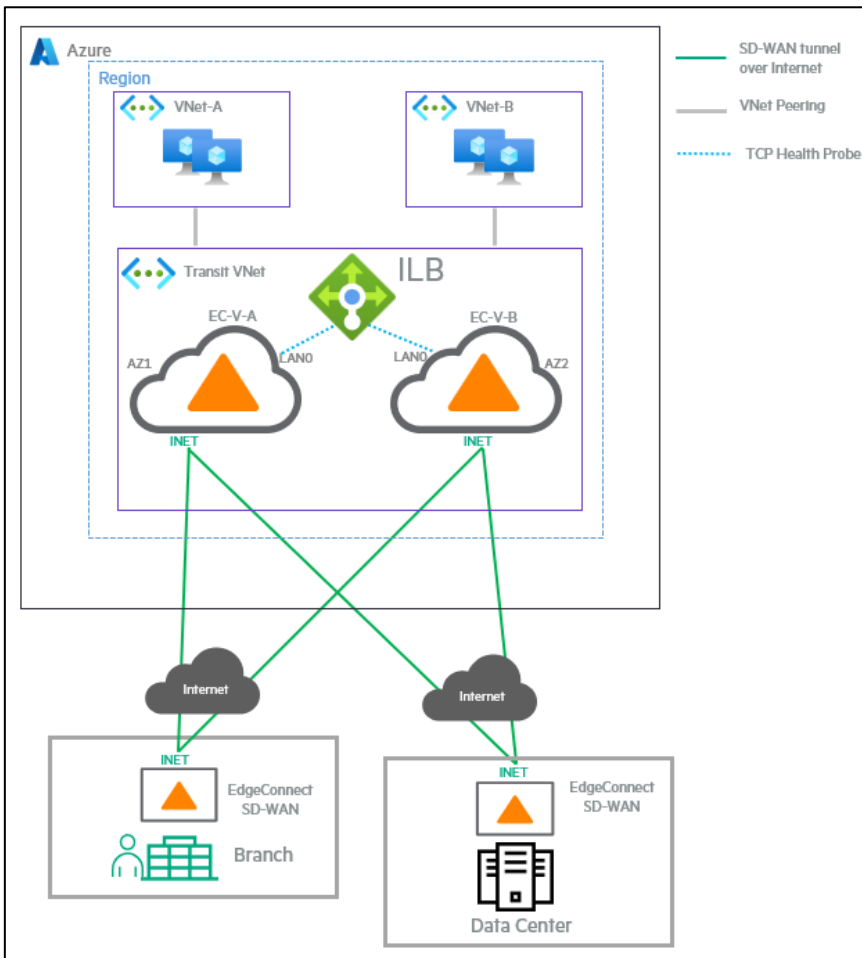 Azure
SD-WAN tunnel
over Internet
Region
VNet-A
VNet-B
VNet Peering
TCP Health Probe
Transit VNet
ILB
EC-V-A
EC-V-B
AZ1
LAN0
LAN0
AZ2
INET
INET
Internet
Internet
INET
EdgeConnect
SD-WAN
Branch
INET
EdgeConnect
SD-WAN
Data Center